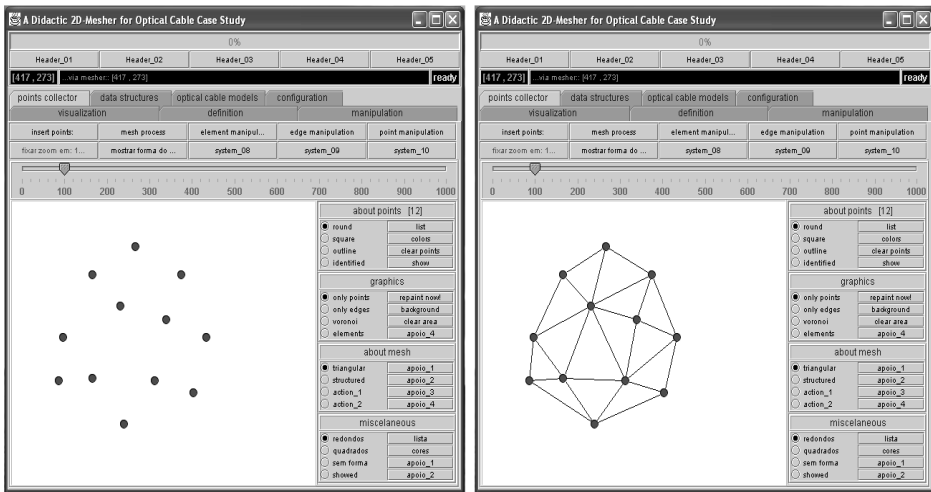 A Didactic 2D-Mesher for Optical Cable Case Study
0%
Header_01 Header_02 Header_03 Header_04 Header_05
[417 , 273] ...via mesher:: [417 , 273] ready
points collector data structures optical cable models configuration
visualization definition manipulation
insert points: mesh process element manipul... edge manipulation point manipulation
fixar zoom em: 1... mostrar forma do ... system_08 system_09 system_10
0 100 200 300 400 500 600 700 800 900 1000
about points [12]
round list
square colors
outline clear points
identified show
graphics
only points repaint now!
only edges background
voronoi clear area
elements apoio_4
about mesh
triangular apoio_1
structured apoio_2
action_1 apoio_3
action_2 apoio_4
miscelaneous
redondos lista
quadrados cores
sem forma apoio_1
showed apoio_2
A Didactic 2D-Mesher for Optical Cable Case Study
0%
Header_01 Header_02 Header_03 Header_04 Header_05
[417 , 273] ...via mesher:: [417 , 273] ready
points collector data structures optical cable models configuration
visualization definition manipulation
insert points: mesh process element manipul... edge manipulation point manipulation
fixar zoom em: 1... mostrar forma do ... system_08 system_09 system_10
0 100 200 300 400 500 600 700 800 900 1000
about points [12]
round list
square colors
outline clear points
identified show
graphics
only points repaint now!
only edges background
voronoi clear area
elements apoio_4
about mesh
triangular apoio_1
structured apoio_2
action_1 apoio_3
action_2 apoio_4
miscelaneous
redondos lista
quadrados cores
sem forma apoio_1
showed apoio_2